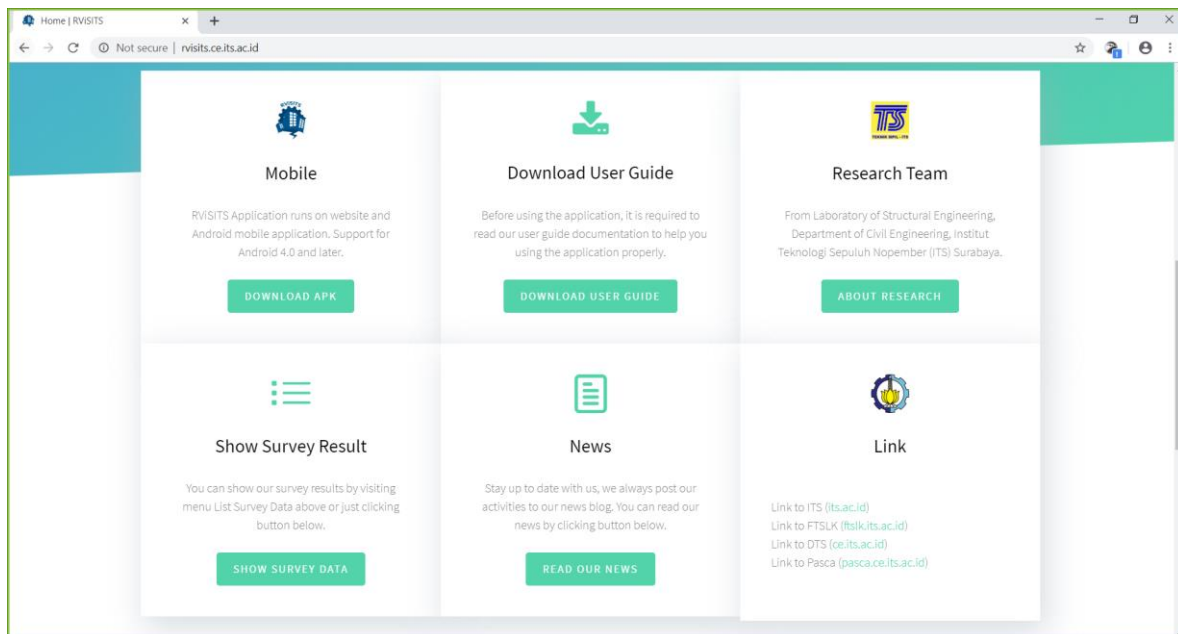 Home | RViSITS
Not secure | rvisits.ce.its.ac.id
RViSITS
Mobile
RViSITS Application runs on website and
Android mobile application. Support for
Android 4.0 and later.
DOWNLOAD APK
Download User Guide
Before using the application, it is required to
read our user guide documentation to help you
using the application properly.
DOWNLOAD USER GUIDE
ITS
TEKNIK SIPIL - ITS
Research Team
From Laboratory of Structural Engineering,
Department of Civil Engineering, Institut
Teknologi Sepuluh Nopember (ITS) Surabaya.
ABOUT RESEARCH
Show Survey Result
You can show our survey results by visiting
menu List Survey Data above or just clicking
button below.
SHOW SURVEY DATA
News
Stay up to date with us, we always post our
activities to our news blog. You can read our
news by clicking button below.
READ OUR NEWS
Link
Link to ITS (its.ac.id)
Link to FTSLK (ftslk.its.ac.id)
Link to DTS (ce.its.ac.id)
Link to Pasca (pasca.ce.its.ac.id)